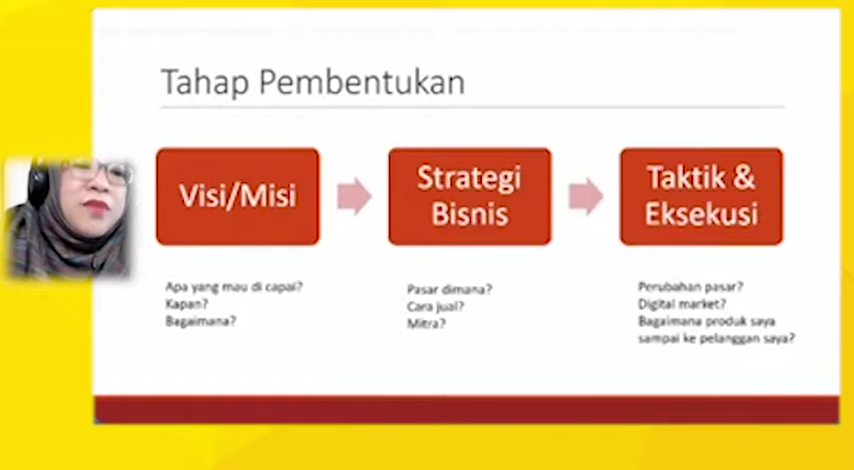 Tahap Pembentukan
Visi/Misi
Strategi
Bisnis
Taktik &
Eksekusi
Apa yang mau di capai?
Kapan?
Bagaimana?
Pasar dimana?
Cara jual?
Mitra?
Perubahan pasar?
Digital market?
Bagaimana produk saya
sampai ke pelanggan saya?